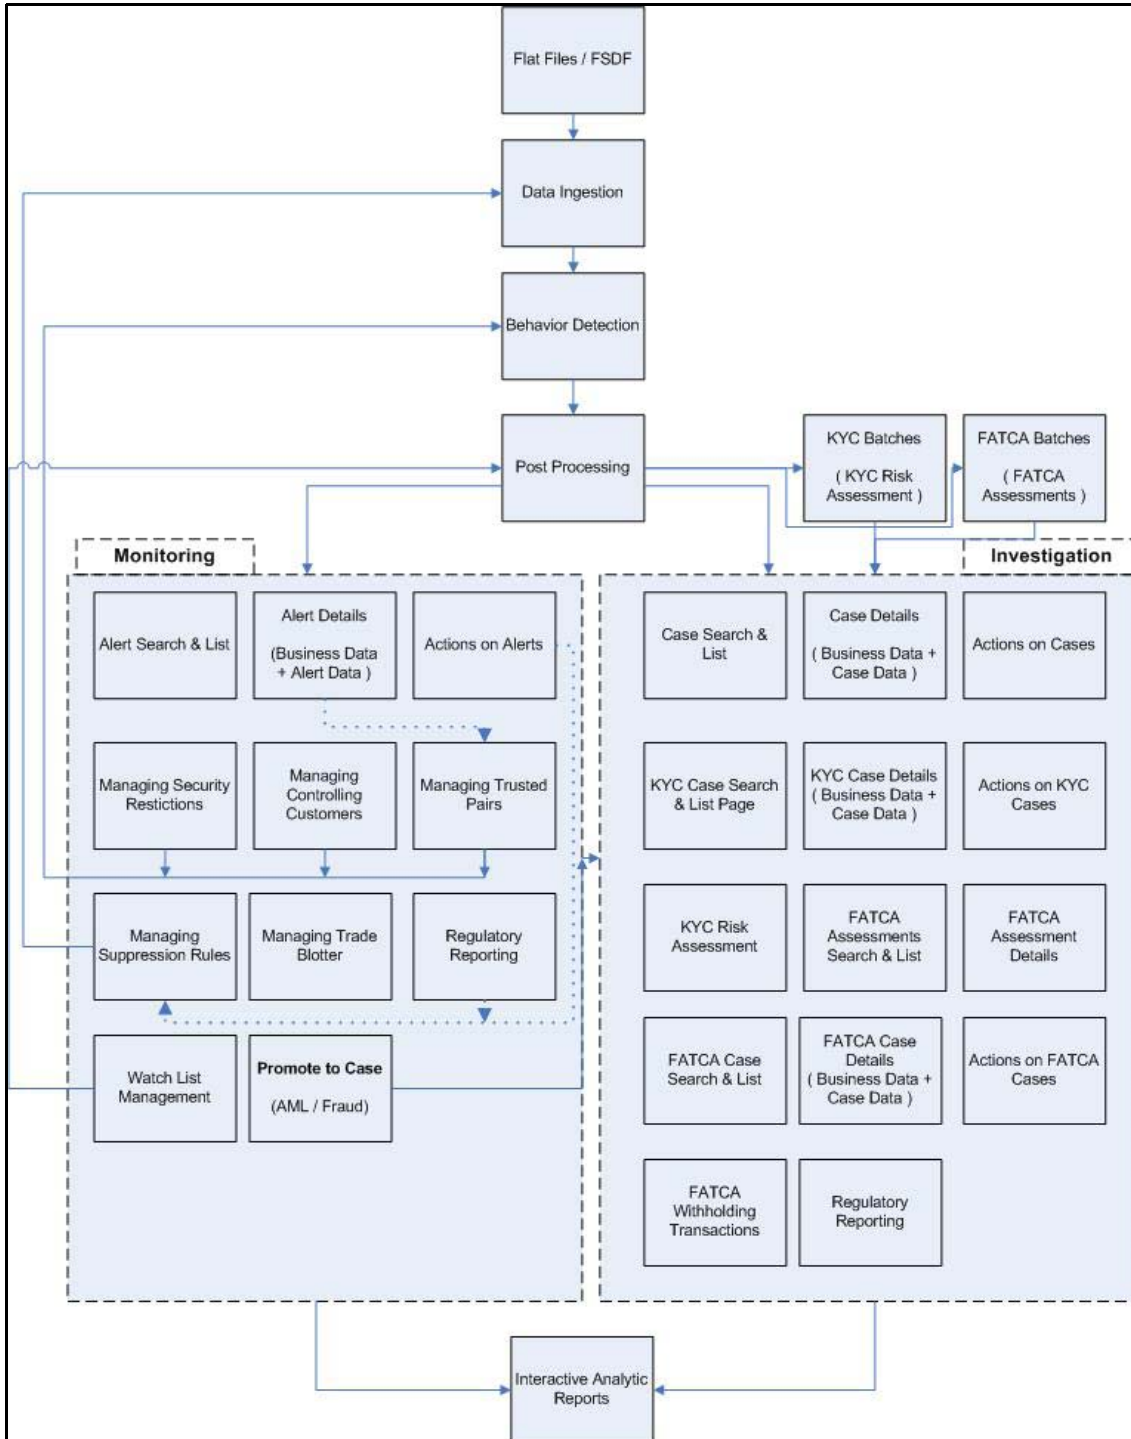 Flat Files / FSDF
Data Ingestion
Behavior Detection
Post Processing
KYC Batches
( KYC Risk
Assessment )
FATCA Batches
( FATCA
Assessments )
Monitoring
Alert Search & List
Alert Details
(Business Data
+ Alert Data )
Actions on Alerts
Managing Security
Restictions
Managing
Controlling
Customers
Managing Trusted
Pairs
Managing
Suppression Rules
Managing Trade
Blotter
Regulatory
Reporting
Watch List
Management
Promote to Case
(AML / Fraud)
Investigation
Case Search &
List
Case Details
( Business Data +
Case Data )
Actions on Cases
KYC Case Search
& List Page
KYC Case Details
( Business Data +
Case Data )
Actions on KYC
Cases
KYC Risk
Assessment
FATCA
Assessments
Search & List
FATCA
Assessment
Details
FATCA Case
Search & List
FATCA Case
Details
( Business Data +
Case Data )
Actions on FATCA
Cases
FATCA
Withholding
Transactions
Regulatory
Reporting
Interactive Analytic
Reports